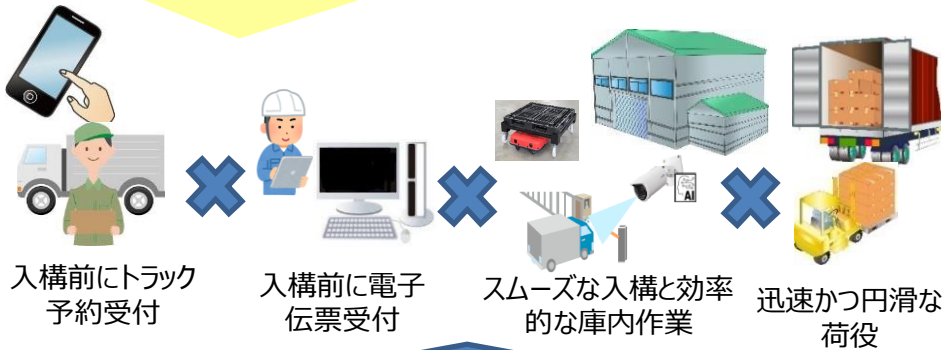 AI
入構前にトラック
予約受付
入構前に電子
伝票受付
スムーズな入構と効率
的な庫内作業
迅速かつ円滑な
荷役